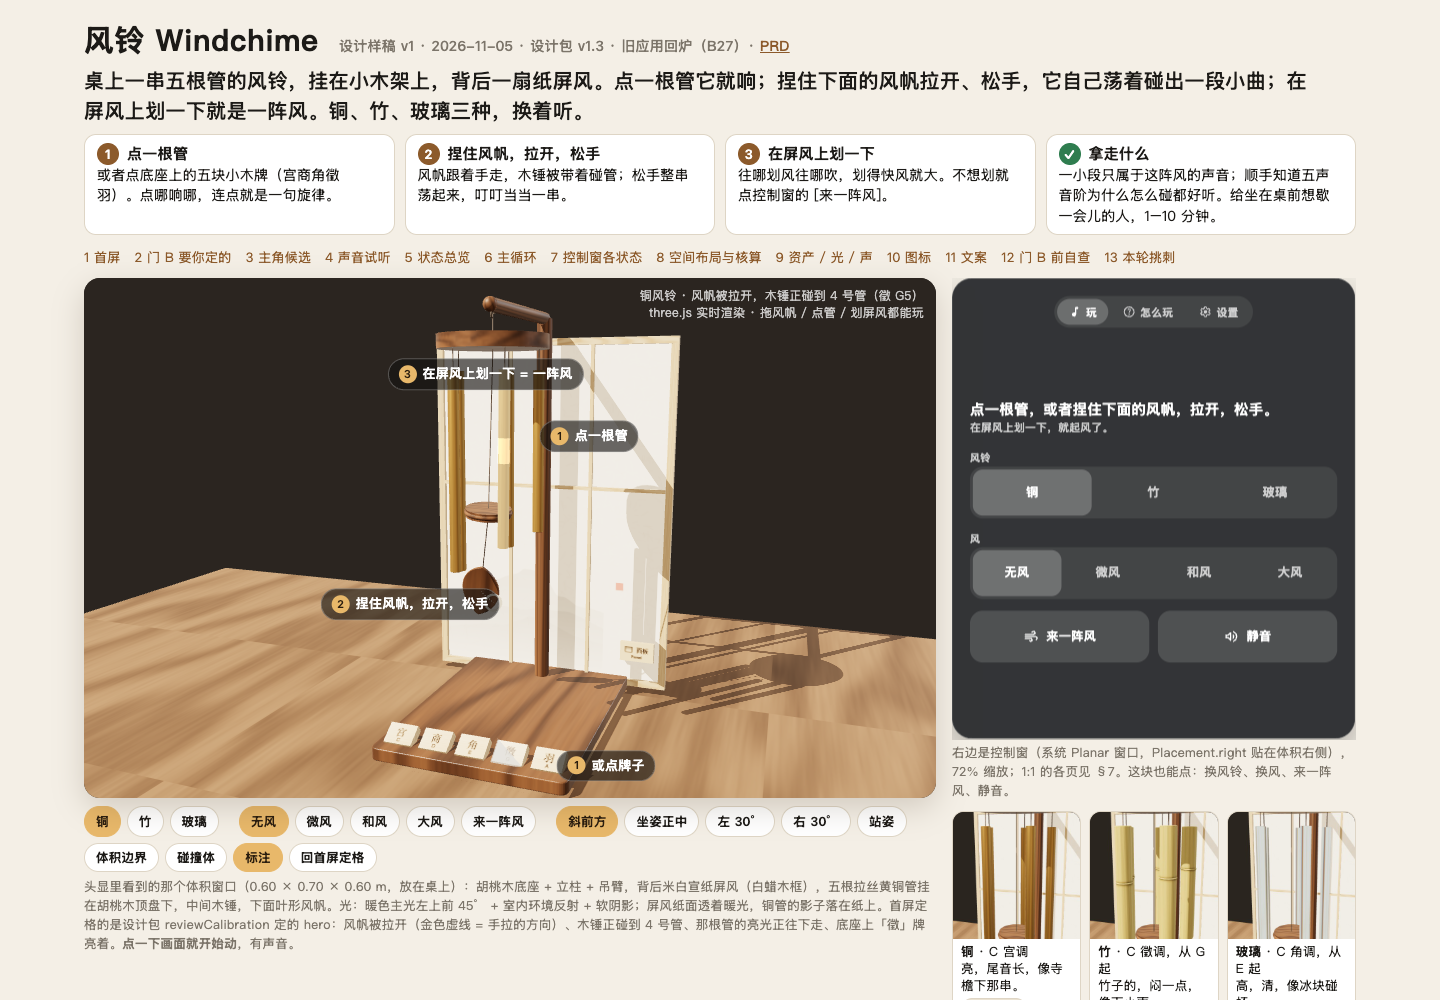 风铃 Windchime
设计样稿 v1 · 2026-11-05 · 设计包 v1.3 · 旧应用回炉（B27）· PRD
桌上一串五根管的风铃，挂在小木架上，背后一扇纸屏风。点一根管它就响；捏住下面的风帆拉开、松手，它自己荡着碰出一段小曲；在
屏风上划一下就是一阵风。铜、竹、玻璃三种，换着听。
1 点一根管
或者点底座上的五块小木牌（宫商角徵
羽）。点哪响哪，连点就是一句旋律。
2 捏住风帆，拉开，松手
风帆跟着手走，木锤被带着碰管；松手整串
荡起来，叮叮当当一串。
3 在屏风上划一下
往哪划风往哪吹，划得快风就大。不想划就
点控制窗的 [来一阵风]。
拿走什么
一小段只属于这阵风的声音；顺手知道五声
音阶为什么怎么碰都好听。给坐在桌前想歇
一会儿的人，1—10 分钟。
1 首屏 2 门 B 要你定的 3 主角候选 4 声音试听 5 状态总览 6 主循环 7 控制窗各状态 8 空间布局与核算 9 资产 / 光 / 声 10 图标 11 文案 12 门 B 前自查 13 本轮挑刺
铜风铃 · 风帆被拉开，木锤正碰到 4 号管（徵 G5）
three.js 实时渲染 · 拖风帆 / 点管 / 划屏风都能玩
3 在屏风上划一下 = 一阵风
1 点一根管
2 捏住风帆，拉开，松手
宫 商 角 徵 羽
1 或点牌子
玩 怎么玩 设置
点一根管，或者捏住下面的风帆，拉开，松手。
在屏风上划一下，就起风了。
风铃
铜 竹 玻璃
风
无风 微风 和风 大风
来一阵风 静音
右边是控制窗（系统 Planar 窗口，Placement.right 贴在体积右侧），
72% 缩放；1:1 的各页见 §7。这块也能点：换风铃、换风、来一阵
风、静音。
铜 竹 玻璃 无风 微风 和风 大风 来一阵风 斜前方 坐姿正中 左 30° 右 30° 站姿
体积边界 碰撞体 标注 回首屏定格
头显里看到的那个体积窗口（0.60 × 0.70 × 0.60 m，放在桌上）：胡桃木底座 + 立柱 + 吊臂，背后米白宣纸屏风（白蜡木框），五根拉丝黄铜管挂
在胡桃木顶盘下，中间木锤，下面叶形风帆。光：暖色主光左上前 45° + 室内环境反射 + 软阴影；屏风纸面透着暖光，铜管的影子落在纸上。首屏定
格的是设计包 reviewCalibration 定的 hero：风帆被拉开（金色虚线 = 手拉的方向）、木锤正碰到 4 号管、那根管的亮光正往下走、底座上「徵」牌
亮着。点一下画面就开始动，有声音。
铜 · C 宫调
亮，尾音长，像寺
檐下那串。
竹 · C 徵调，从 G
起
竹子的，闷一点，
玻璃 · C 角调，从
E 起
高，清，像冰块碰